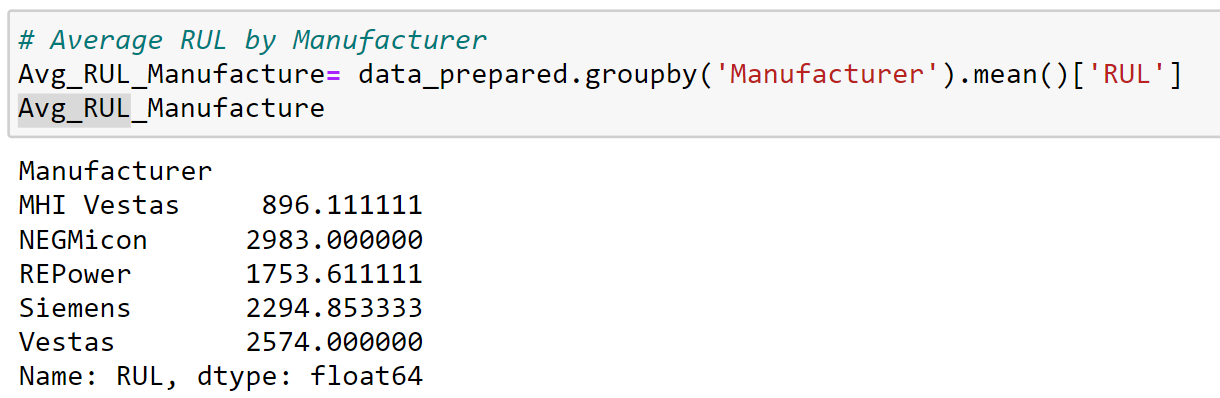 # Average RUL by Manufacturer
Avg_RUL_Manufacture= data_prepared.groupby('Manufacturer').mean()['RUL']
Avg_RUL_Manufacture
Manufacturer
MHI Vestas     896.111111
NEGMicon      2983.000000
REPower       1753.611111
Siemens       2294.853333
Vestas        2574.000000
Name: RUL, dtype: float64